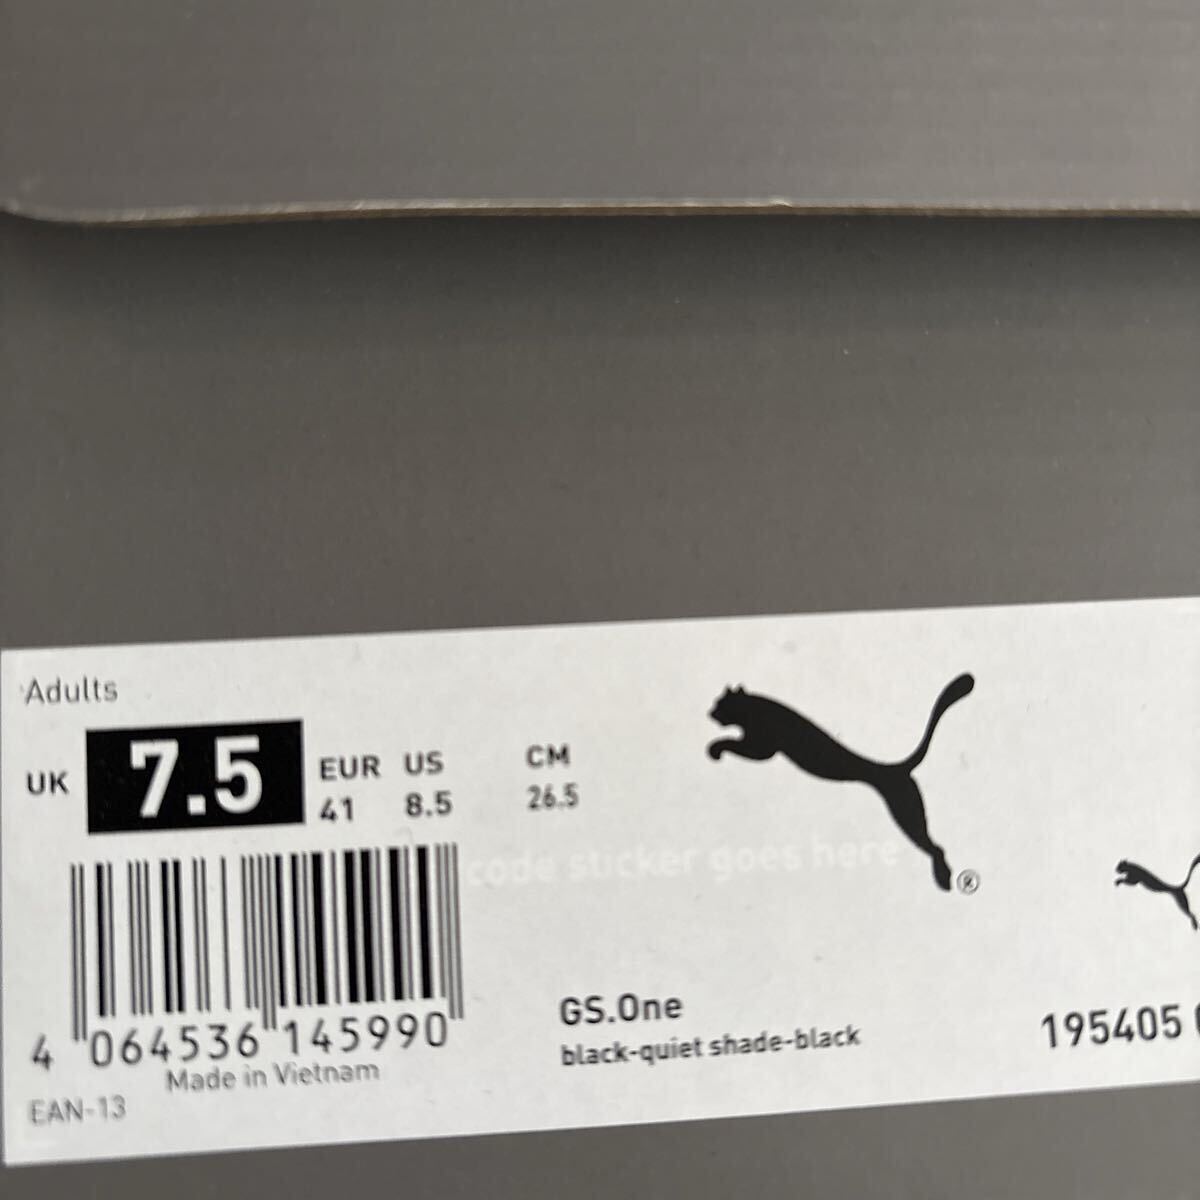 Adults
UK 7.5 EUR US CM
41 8.5 26.5
code sticker goes here
®
GS.One
black-quiet shade-black
195405
4 064536 145990
Made in Vietnam
EAN-13